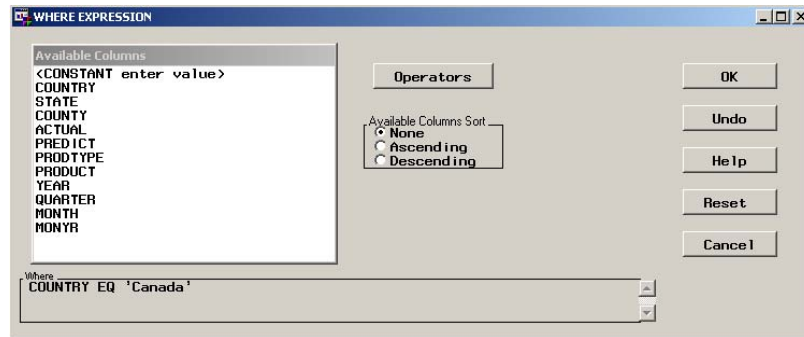 WHERE EXPRESSION
Available Columns
<CONSTANT enter value>
COUNTRY
STATE
COUNTY
ACTUAL
PREDICT
PRODTYPE
PRODUCT
YEAR
QUARTER
MONTH
MONYR
Operators
Available Columns Sort
None
Ascending
Descending
OK
Undo
Help
Reset
Cancel
Where
COUNTRY EQ 'Canada'